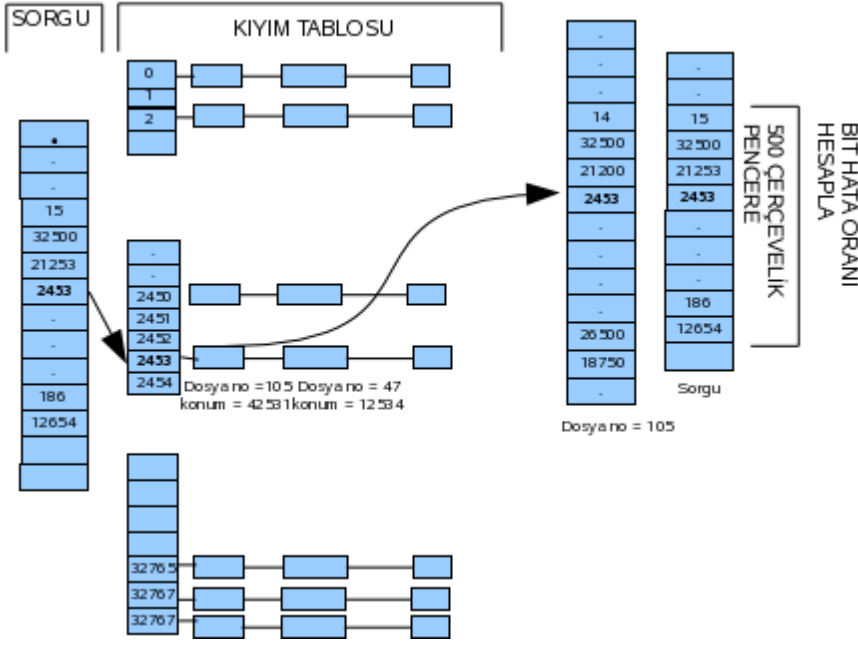 SORGU
KIYIM TABLOSU
0
1
2
15
32500
21253
2453
186
12654
2450
2451
2452
2453
2454
Dosya no =105 Dosya no = 47
konum = 42531 konum = 12534
32765
32767
32767
14
32500
21200
2453
26500
18750
Dosya no = 105
15
32500
21253
2453
186
12654
Sorgu
500 ÇERÇEVELİK
PENCERE
BIT HATA ORANI
HESAPLA